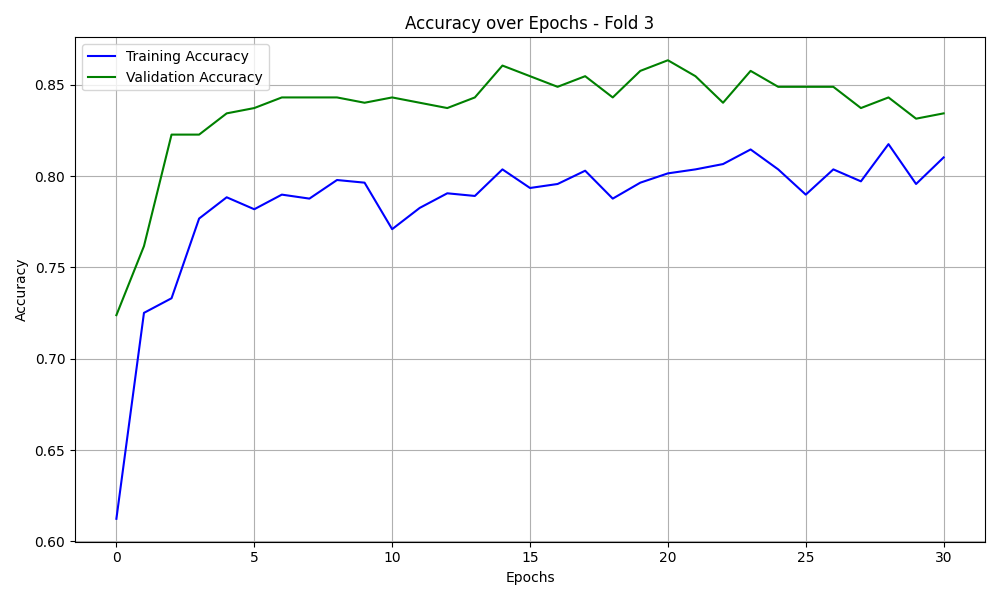 Accuracy over Epochs - Fold 3
Training Accuracy
Validation Accuracy
Accuracy
0.85
0.80
0.75
0.70
0.65
0.60
0 5 10 15 20 25 30
Epochs